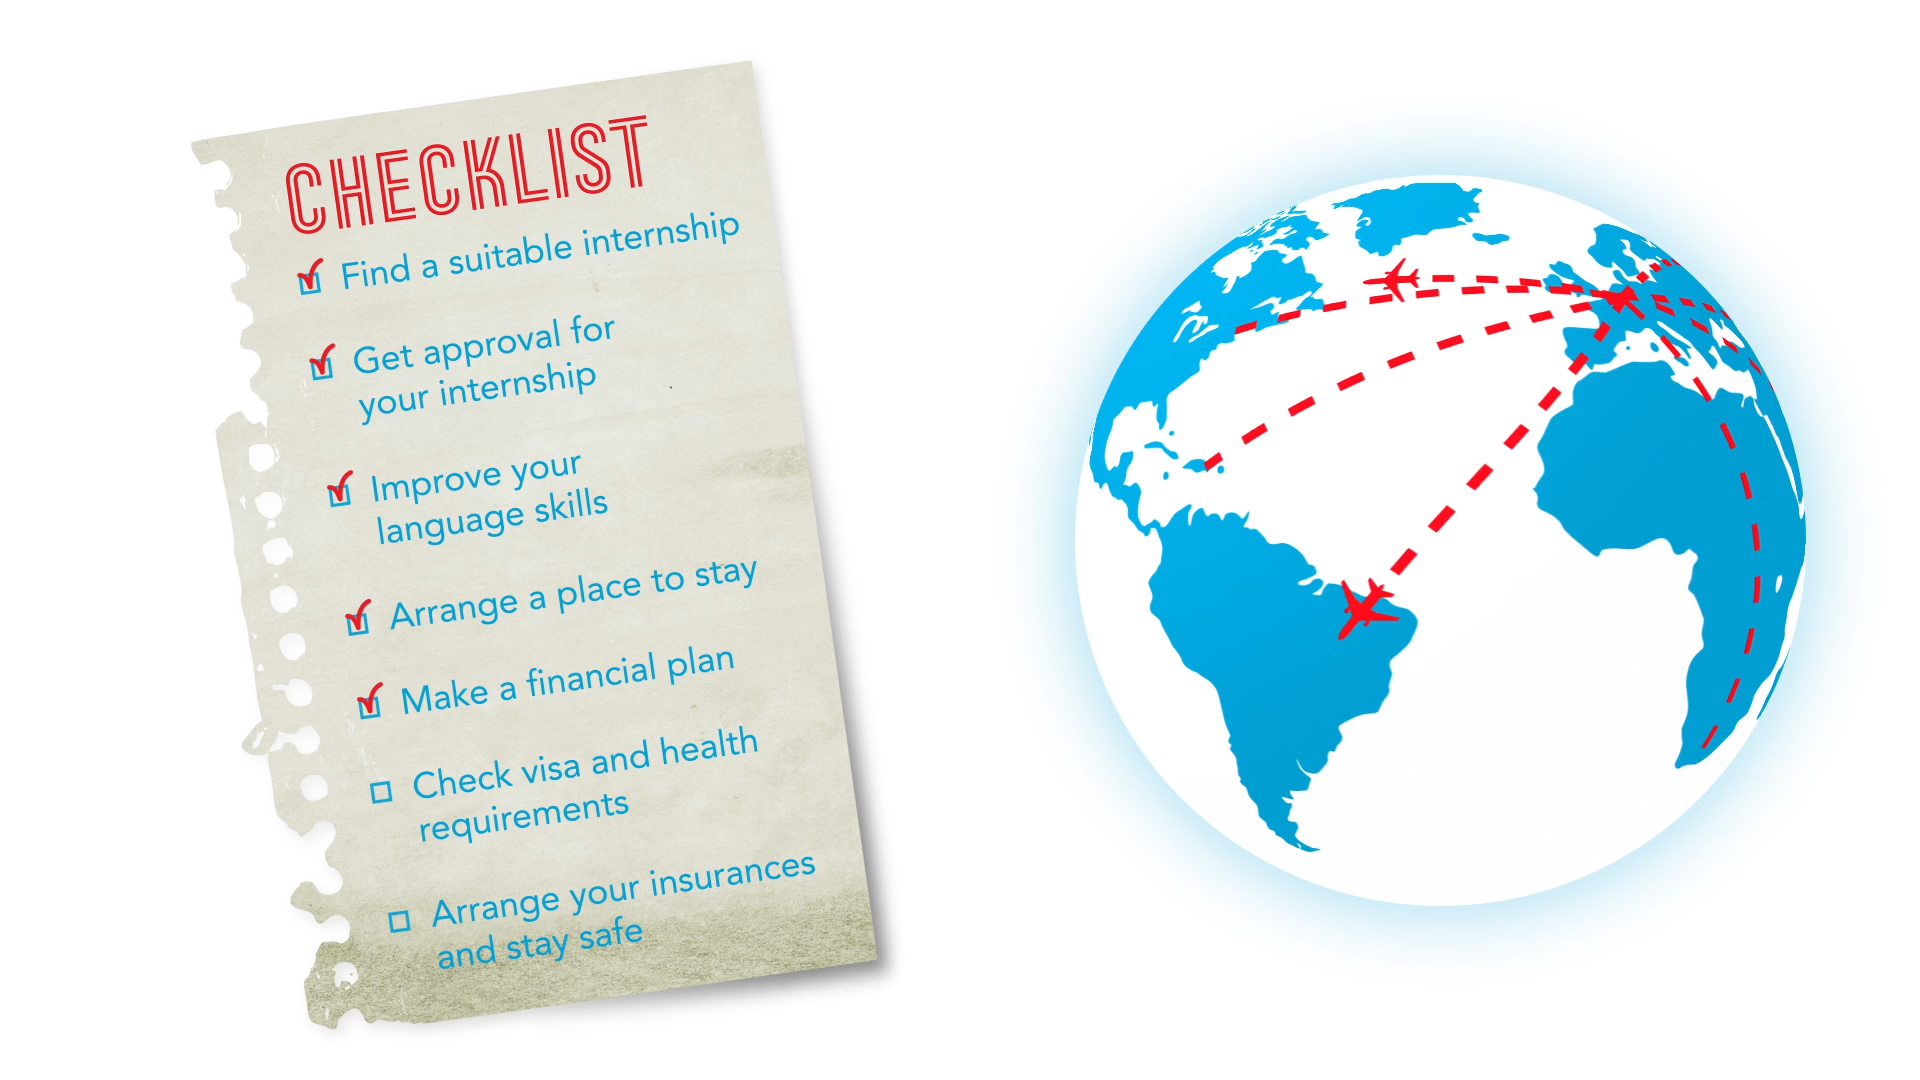 CHECKLIST
Find a suitable internship
Get approval for
your internship
Improve your
language skills
Arrange a place to stay
Make a financial plan
Check visa and health
requirements
Arrange your insurances
and stay safe